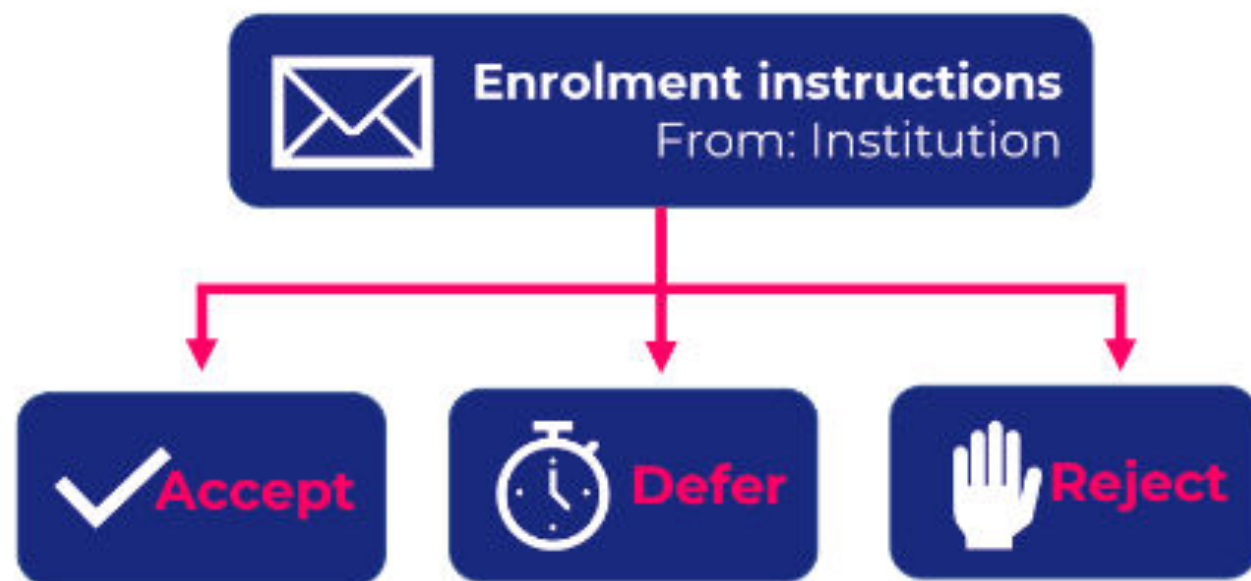 Enrolment instructions
From: Institution
Accept
Defer
Reject